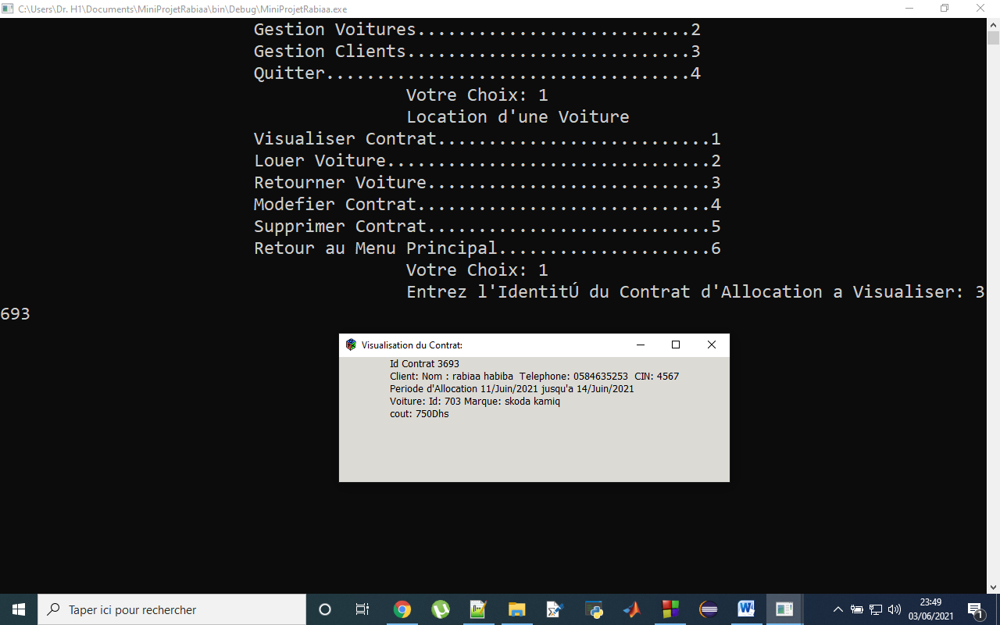 C:\Users\Dr. H1\Documents\MiniProjetRabiaa\bin\Debug\MiniProjetRabiaa.exe
Gestion Voitures...........................2
Gestion Clients............................3
Quitter....................................4
Votre Choix: 1
Location d'une Voiture
Visualiser Contrat...........................1
Louer Voiture................................2
Retourner Voiture............................3
Modefier Contrat.............................4
Supprimer Contrat............................5
Retour au Menu Principal.....................6
Votre Choix: 1
Entrez l'IdentitÚ du Contrat d'Allocation a Visualiser: 3
693
Visualisation du Contrat:
Id Contrat 3693
Client: Nom : rabiaa habiba Telephone: 0584635253 CIN: 4567
Periode d'Allocation 11/Juin/2021 jusqu'a 14/Juin/2021
Voiture: Id: 703 Marque: skoda kamiq
cout: 750Dhs
Taper ici pour rechercher
23:49
03/06/2021
1